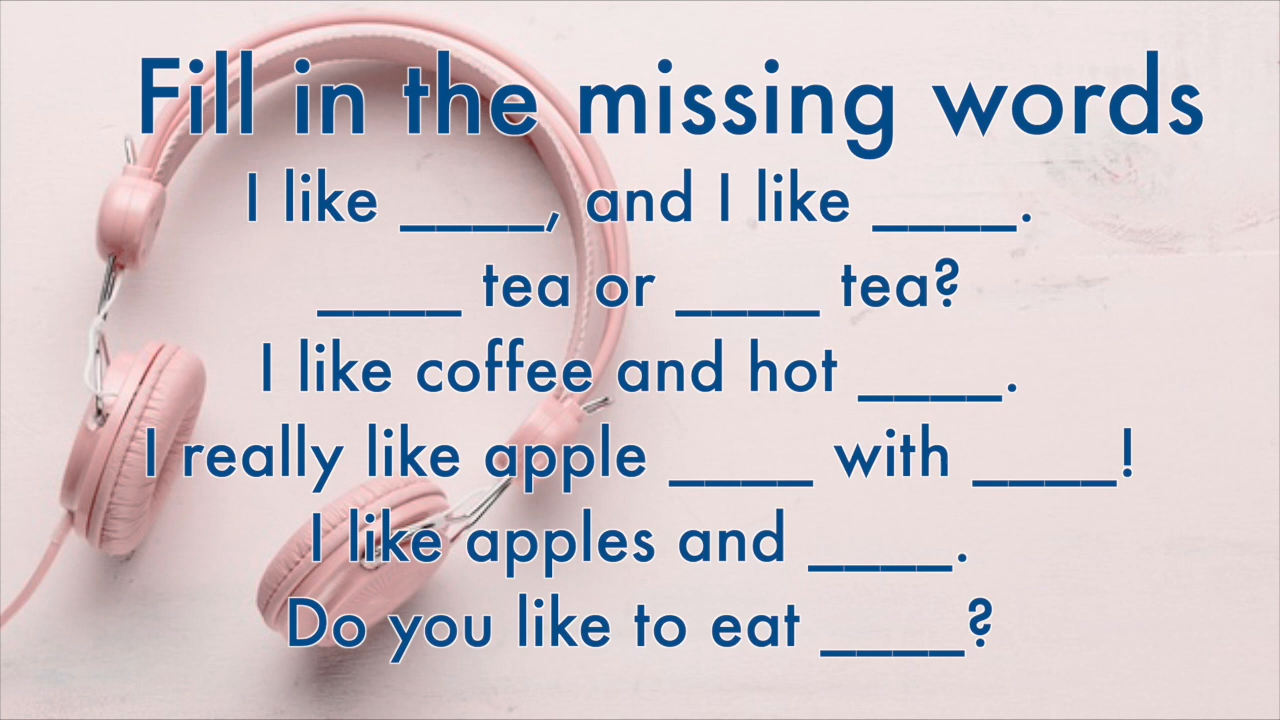 Fill in the missing words
I like ____, and I like ____.
____ tea or ____ tea?
I like coffee and hot ____.
I really like apple ____ with ____!
I like apples and ____.
Do you like to eat ____?